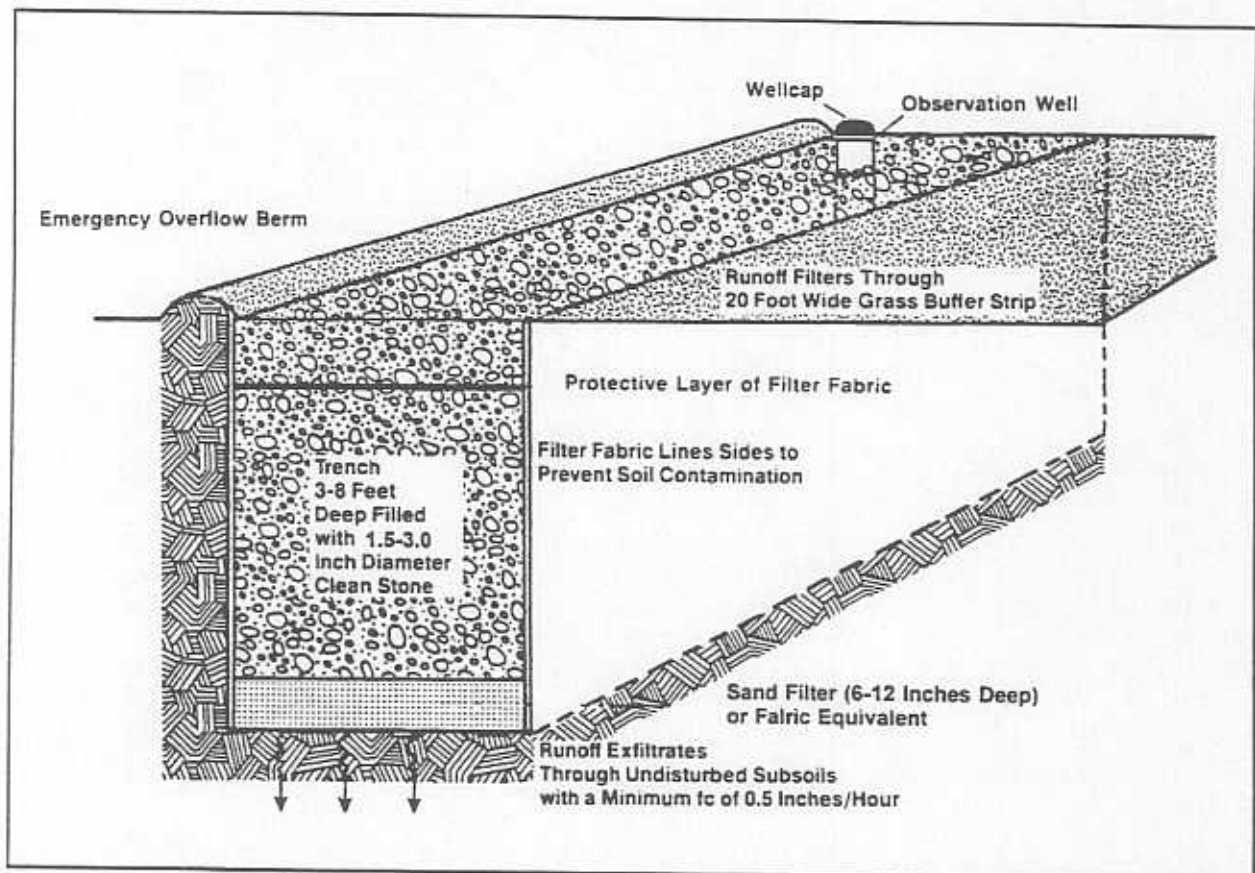 Wellcap
Observation Well
Emergency Overflow Berm
Runoff Filters Through
20 Foot Wide Grass Buffer Strip
Protective Layer of Filter Fabric
Filter Fabric Lines Sides to
Prevent Soil Contamination
Trench
3-8 Feet
Deep Filled
with 1.5-3.0
Inch Diameter
Clean Stone
Sand Filter (6-12 Inches Deep)
or Falric Equivalent
Runoff Exfiltrates
Through Undisturbed Subsoils
with a Minimum fc of 0.5 Inches/Hour